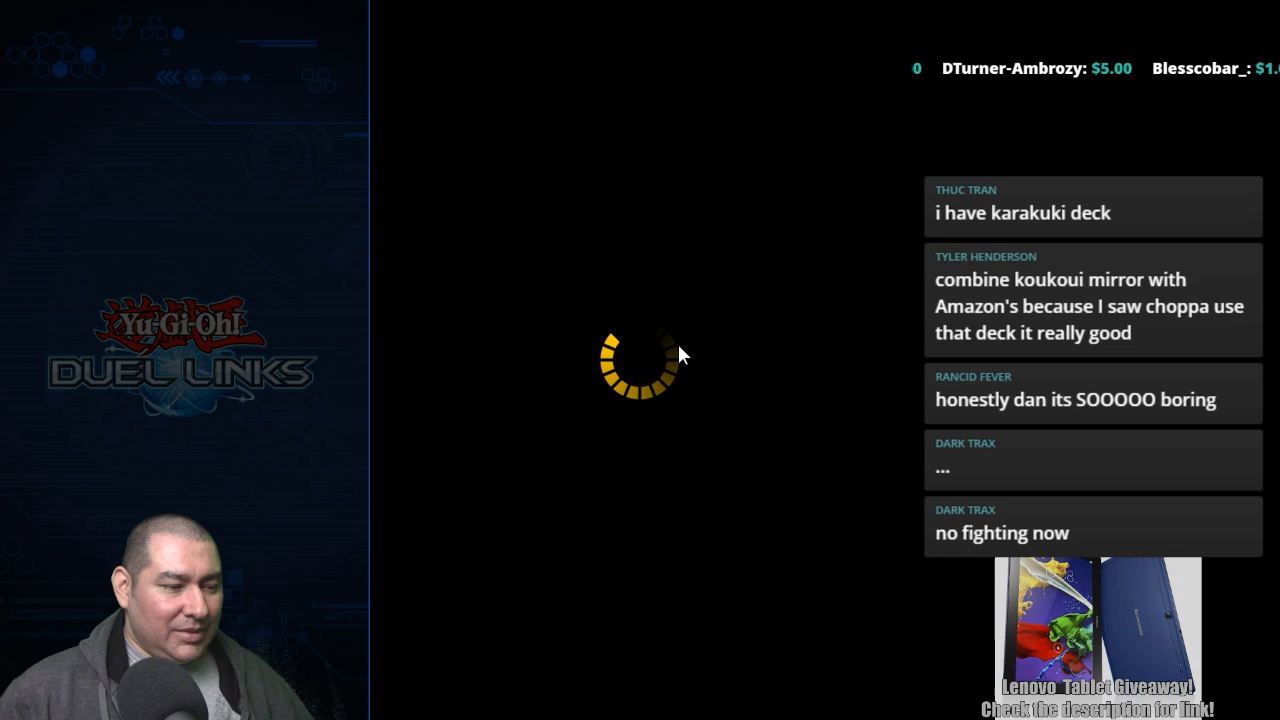 0 DTurner-Ambrozy: $5.00 Blesscobar_: $1.
THUC TRAN
i have karakuki deck
TYLER HENDERSON
combine koukoui mirror with
Amazon's because I saw choppa use
that deck it really good
RANCID FEVER
honestly dan its SOOOOO boring
DARK TRAX
...
DARK TRAX
no fighting now
Yu-Gi-Oh!
DUEL LINKS
Lenovo Tablet Giveaway!
Check the description for link!